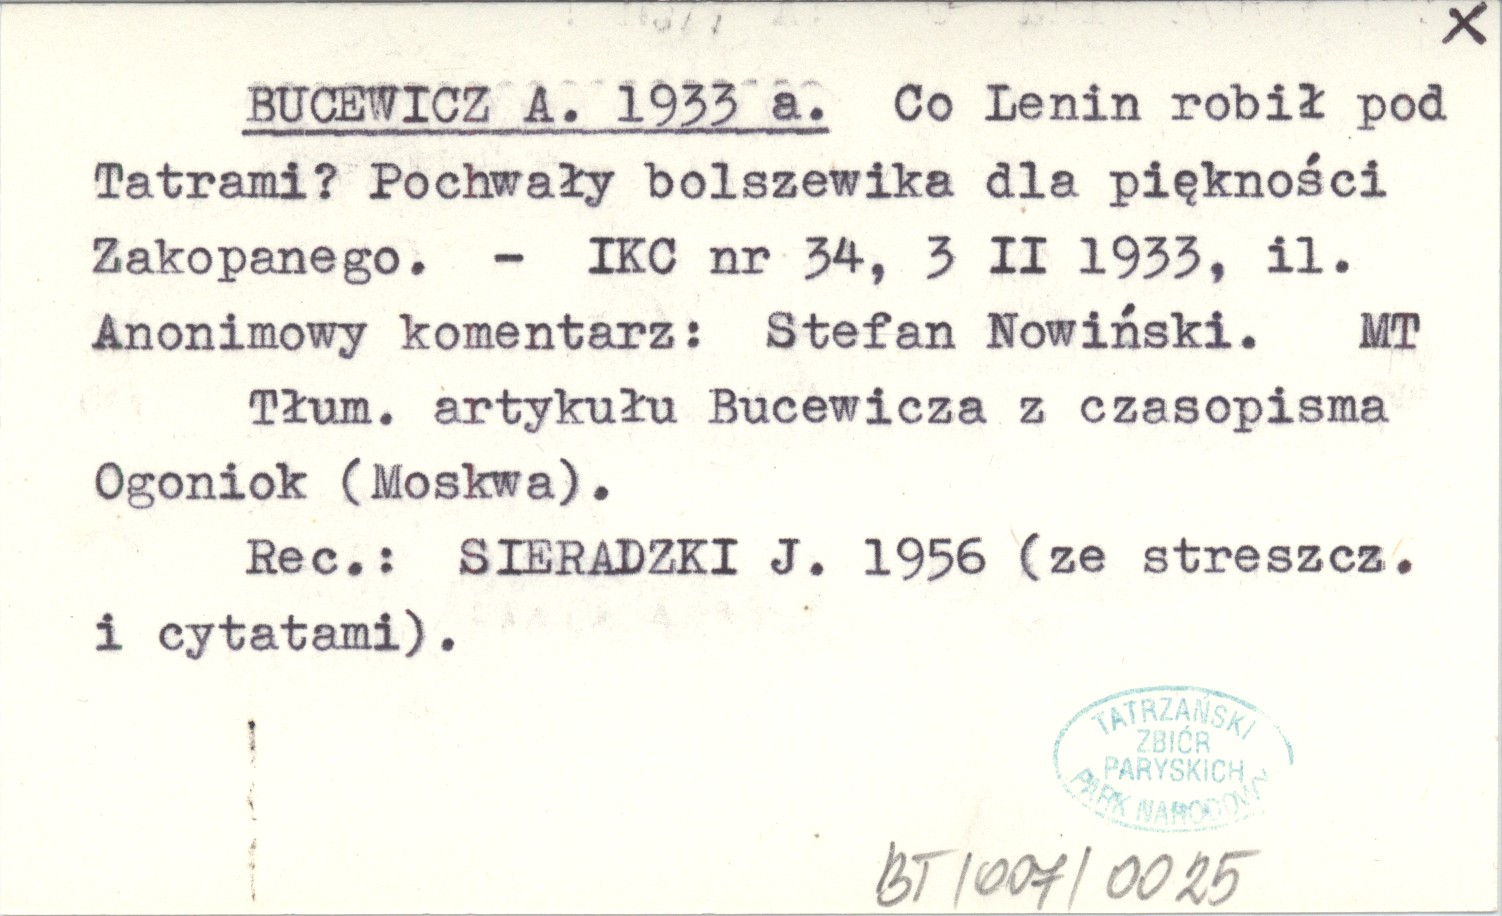 X
BUCEWICZ A. 1933 a. Co Lenin robił pod
Tatrami? Pochwały bolszewika dla piękności
Zakopanego. - IKC nr 34, 3 II 1933, il.
Anonimowy komentarz: Stefan Nowiński. MT
Tłum. artykułu Bucewicza z czasopisma
Ogoniok (Moskwa).
Rec.: SIERADZKI J. 1956 (ze streszcz.
i cytatami).
TATRZAŃSKI
ZBIÓR
PARYSKICH
PARK NARODOWY
BT/007/0025